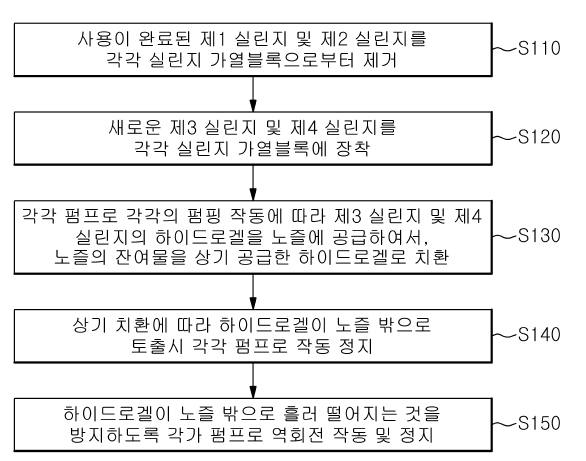 사용이 완료된 제1 실린지 및 제2 실린지를
각각 실린지 가열블록으로부터 제거
S110
새로운 제3 실린지 및 제4 실린지를
각각 실린지 가열블록에 장착
S120
각각 펌프로 각각의 펌핑 작동에 따라 제3 실린지 및 제4
실린지의 하이드로겔을 노즐에 공급하여서,
노즐의 잔여물을 상기 공급한 하이드로겔로 치환
S130
상기 치환에 따라 하이드로겔이 노즐 밖으로
토출시 각각 펌프로 작동 정지
S140
하이드로겔이 노즐 밖으로 흘러 떨어지는 것을
방지하도록 각가 펌프로 역회전 작동 및 정지
S150